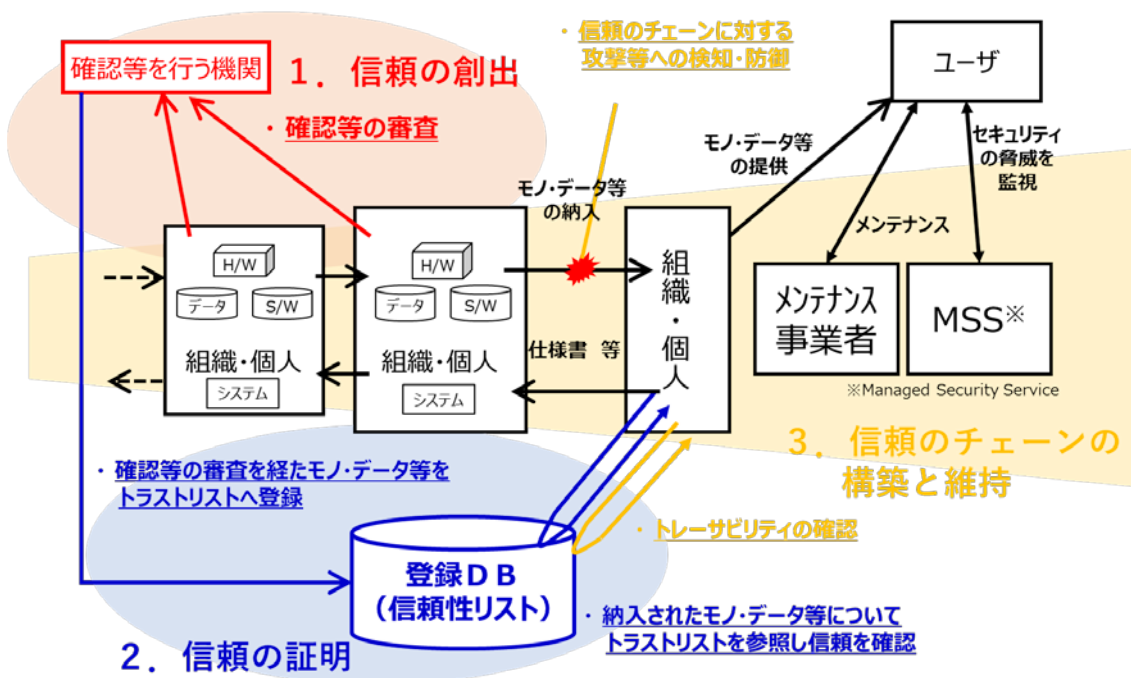 確認等を行う機関
1．信頼の創出
・確認等の審査
・信頼のチェーンに対する
攻撃等への検知・防御
ユーザ
モノ・データ等
の提供
セキュリティ
の脅威を
監視
メンテナンス
モノ・データ等
の納入
H/W
データ
S/W
組織・個人
システム
H/W
データ
S/W
組織・個人
システム
仕様書 等
組織・個人
メンテナンス
事業者
MSS※
※Managed Security Service
3．信頼のチェーンの
構築と維持
・確認等の審査を経たモノ・データ等を
トラストリストへ登録
・トレーサビリティの確認
登録DB
（信頼性リスト）
・納入されたモノ・データ等について
トラストリストを参照し信頼を確認
2．信頼の証明